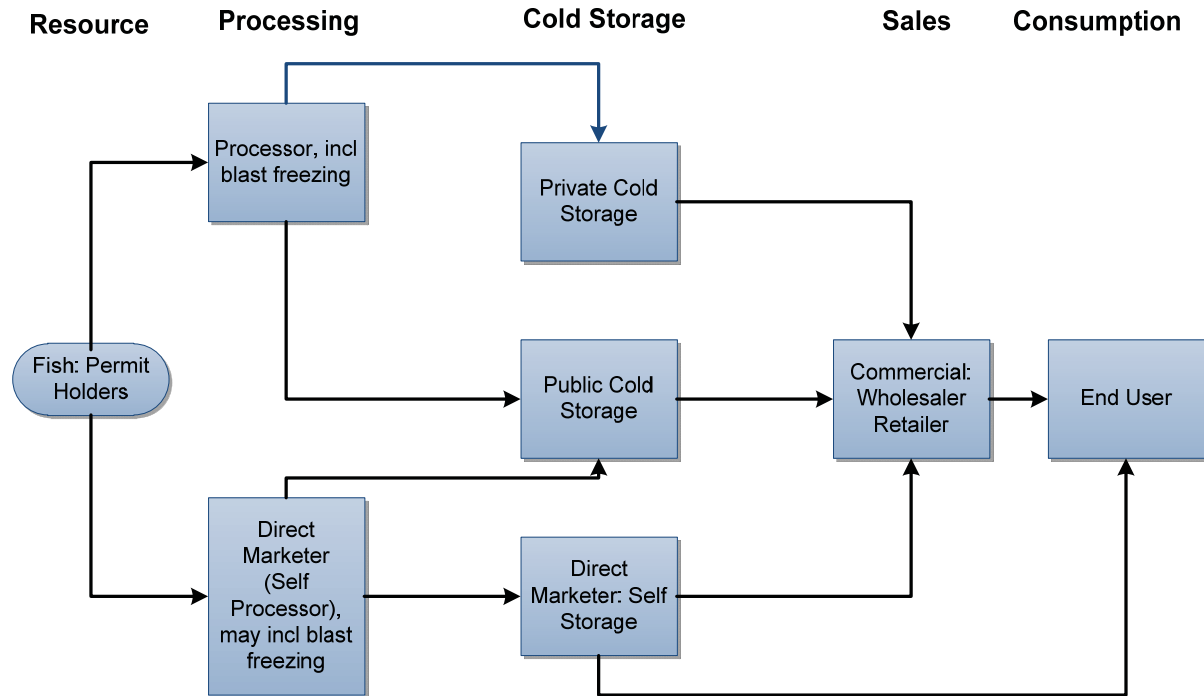 Resource
Processing
Cold Storage
Sales
Consumption
Processor, incl
blast freezing
Private Cold
Storage
Fish: Permit
Holders
Public Cold
Storage
Commercial:
Wholesaler
Retailer
End User
Direct
Marketer
(Self
Processor),
may incl blast
freezing
Direct
Marketer: Self
Storage